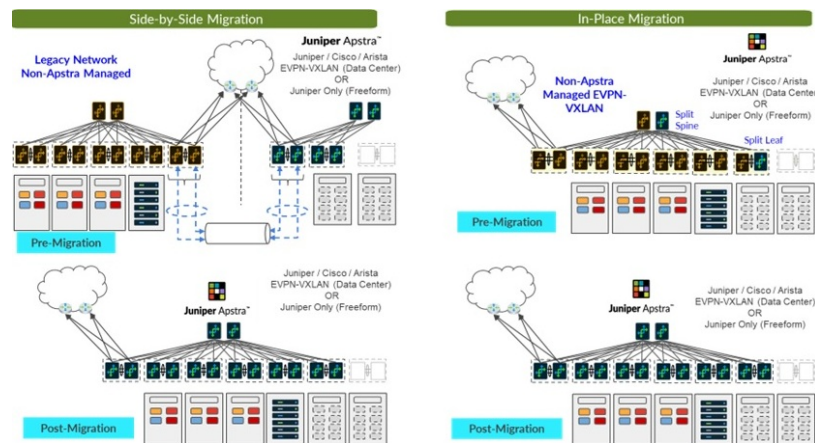 Side-by-Side Migration
Legacy Network
Non-Apstra Managed
Juniper Apstra™
Juniper / Cisco / Arista
EVPN-VXLAN (Data Center)
OR
Juniper Only (Freeform)
Pre-Migration
Juniper Apstra™
Juniper / Cisco / Arista
EVPN-VXLAN (Data Center)
OR
Juniper Only (Freeform)
Post-Migration
In-Place Migration
Non-Apstra
Managed EVPN-
VXLAN
Juniper Apstra™
Juniper / Cisco / Arista
EVPN-VXLAN (Data Center)
OR
Juniper Only (Freeform)
Split
Spine
Split Leaf
Pre-Migration
Juniper Apstra™
Juniper / Cisco / Arista
EVPN-VXLAN (Data Center)
OR
Juniper Only (Freeform)
Post-Migration